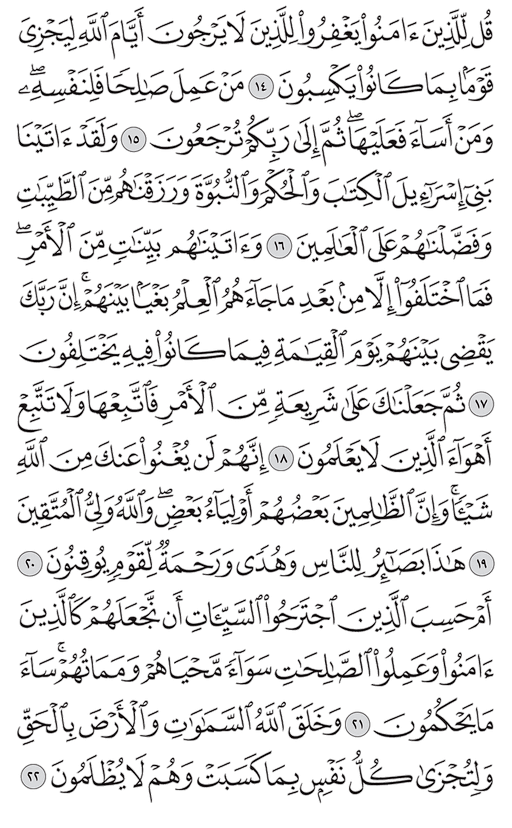 قُل لِّلَّذِينَ ءَامَنُوا۟ يَغْفِرُوا۟ لِلَّذِينَ لَا يَرْجُونَ أَيَّامَ ٱللَّهِ لِيَجْزِىَ
قَوْمًۢا بِمَا كَانُوا۟ يَكْسِبُونَ ١٤ مَنْ عَمِلَ صَٰلِحًا فَلِنَفْسِهِۦۖ
وَمَنْ أَسَآءَ فَعَلَيْهَاۖ ثُمَّ إِلَىٰ رَبِّكُمْ تُرْجَعُونَ ١٥ وَلَقَدْ ءَاتَيْنَا
بَنِىٓ إِسْرَٰٓءِيلَ ٱلْكِتَٰبَ وَٱلْحُكْمَ وَٱلنُّبُوَّةَ وَرَزَقْنَٰهُم مِّنَ ٱلطَّيِّبَٰتِ
وَفَضَّلْنَٰهُمْ عَلَى ٱلْعَٰلَمِينَ ١٦ وَءَاتَيْنَٰهُم بَيِّنَٰتٍ مِّنَ ٱلْأَمْرِۖ
فَمَا ٱخْتَلَفُوٓا۟ إِلَّا مِنۢ بَعْدِ مَا جَآءَهُمُ ٱلْعِلْمُ بَغْيًۢا بَيْنَهُمْۚ إِنَّ رَبَّكَ
يَقْضِى بَيْنَهُمْ يَوْمَ ٱلْقِيَٰمَةِ فِيمَا كَانُوا۟ فِيهِ يَخْتَلِفُونَ
١٧ ثُمَّ جَعَلْنَٰكَ عَلَىٰ شَرِيعَةٍ مِّنَ ٱلْأَمْرِ فَٱتَّبِعْهَا وَلَا تَتَّبِعْ
أَهْوَآءَ ٱلَّذِينَ لَا يَعْلَمُونَ ١٨ إِنَّهُمْ لَن يُغْنُوا۟ عَنكَ مِنَ ٱللَّهِ
شَيْـًٔاۚ وَإِنَّ ٱلظَّٰلِمِينَ بَعْضُهُمْ أَوْلِيَآءُ بَعْضٍۖ وَٱللَّهُ وَلِىُّ ٱلْمُتَّقِينَ
١٩ هَٰذَا بَصَٰٓئِرُ لِلنَّاسِ وَهُدًى وَرَحْمَةٌ لِّقَوْمٍ يُوقِنُونَ ٢٠
أَمْ حَسِبَ ٱلَّذِينَ ٱجْتَرَحُوا۟ ٱلسَّيِّـَٔاتِ أَن نَّجْعَلَهُمْ كَٱلَّذِينَ
ءَامَنُوا۟ وَعَمِلُوا۟ ٱلصَّٰلِحَٰتِ سَوَآءً مَّحْيَاهُمْ وَمَمَاتُهُمْۚ سَآءَ
مَا يَحْكُمُونَ ٢١ وَخَلَقَ ٱللَّهُ ٱلسَّمَٰوَٰتِ وَٱلْأَرْضَ بِٱلْحَقِّ
وَلِتُجْزَىٰ كُلُّ نَفْسٍۭ بِمَا كَسَبَتْ وَهُمْ لَا يُظْلَمُونَ ٢٢